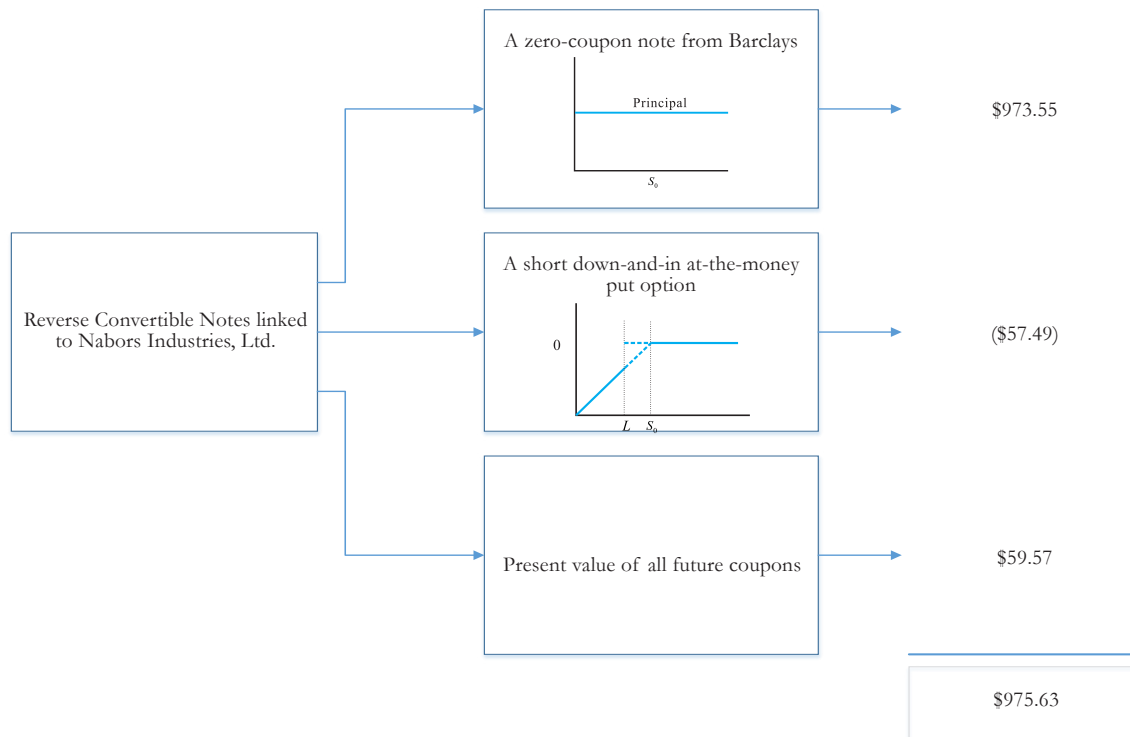 A zero-coupon note from Barclays
Principal
S₀
$973.55
Reverse Convertible Notes linked
to Nabors Industries, Ltd.
A short down-and-in at-the-money
put option
0
L S₀
($57.49)
Present value of all future coupons
$59.57
$975.63